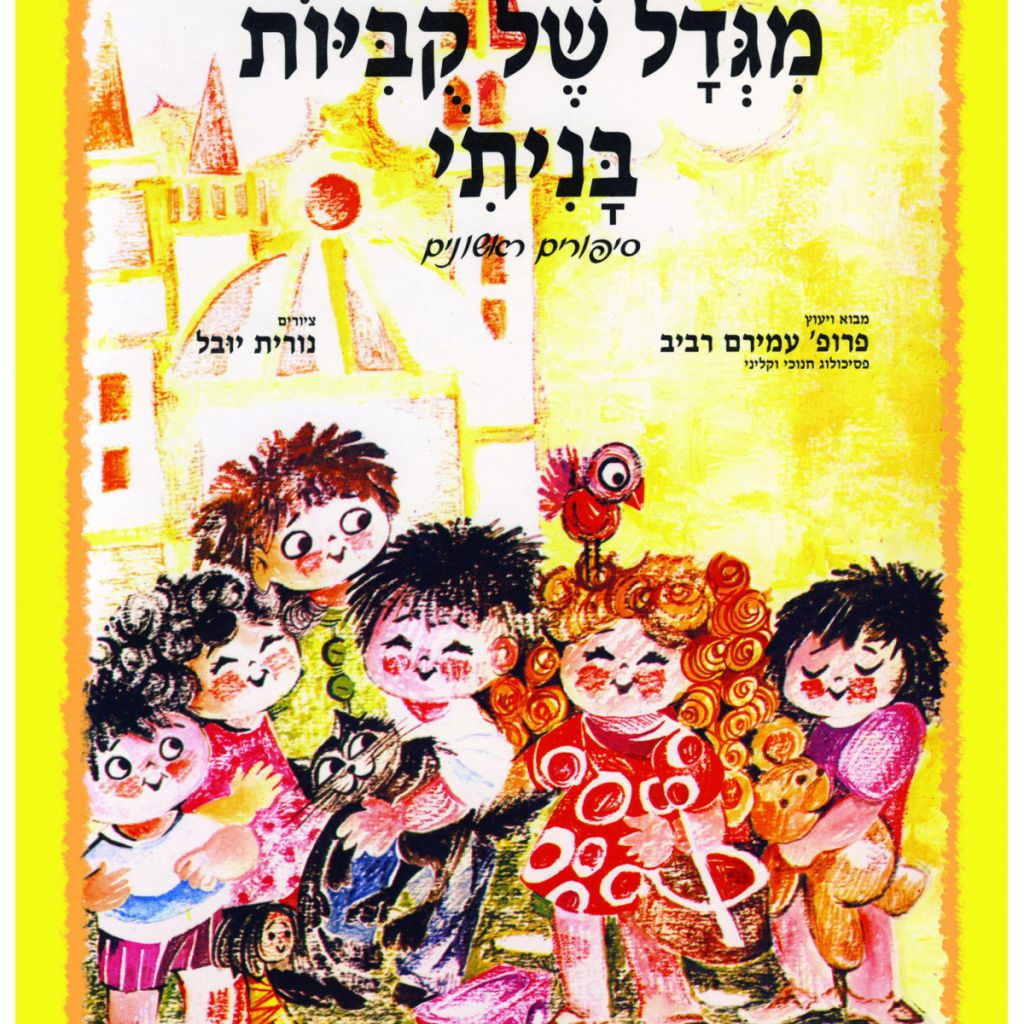 מִגְּדָל שֶׁל קֻבִּיּוֹת
בָּנִיתִי
סיפורים ראשונים
מבוא ויעוץ
פרופ׳ עמירם רביב
פסיכולוג חנוכי וקליני
ציורים
נורית יובל